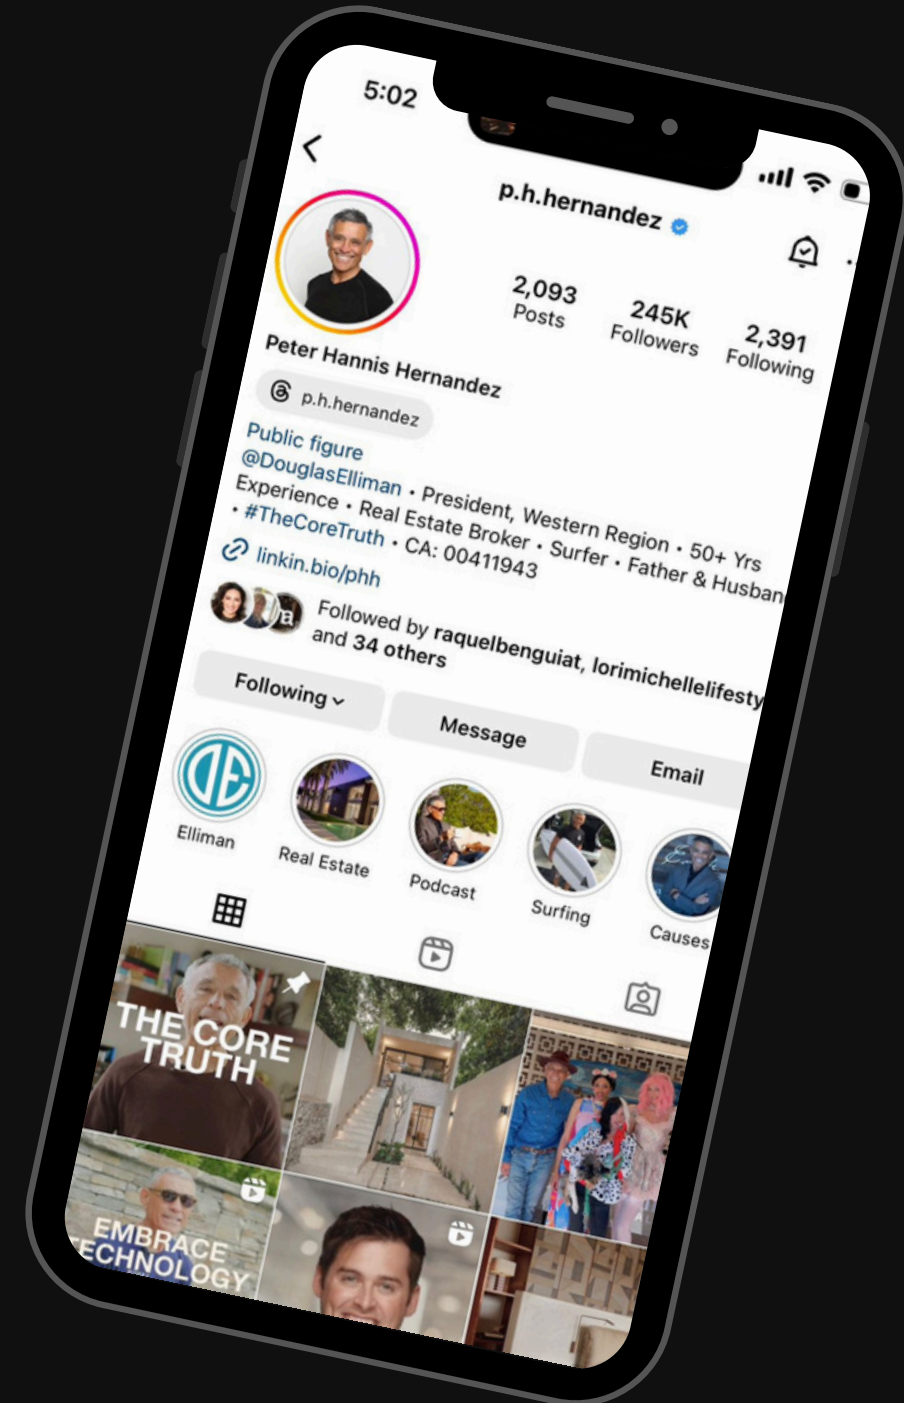 5:02
p.h.hernandez
2,093
Posts
245K
Followers
2,391
Following
Peter Hannis Hernandez
p.h.hernandez
Public figure
@DouglasElliman • President, Western Region • 50+ Yrs
Experience • Real Estate Broker • Surfer • Father & Husban
• #TheCoreTruth • CA: 00411943
linkin.bio/phh
Followed by raquelbenguiat, lorimichellelifesty
and 34 others
a
Following
Message
Email
DE
Elliman
Real Estate
Podcast
Surfing
Causes
THE CORE
TRUTH
EMBRACE
TECHNOLOGY